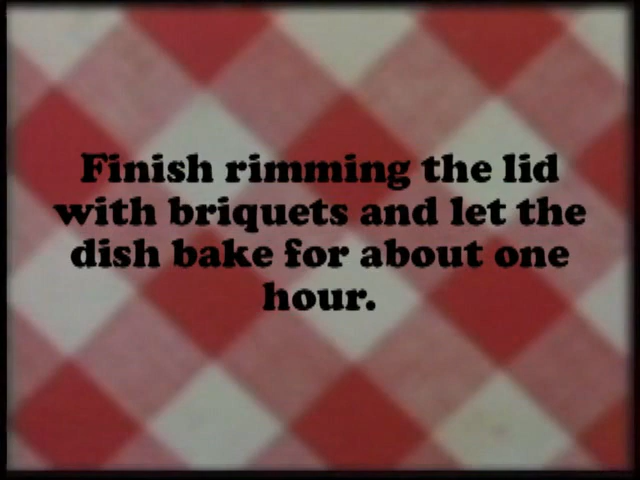 Finish rimming the lid
with briquets and let the
dish bake for about one
hour.